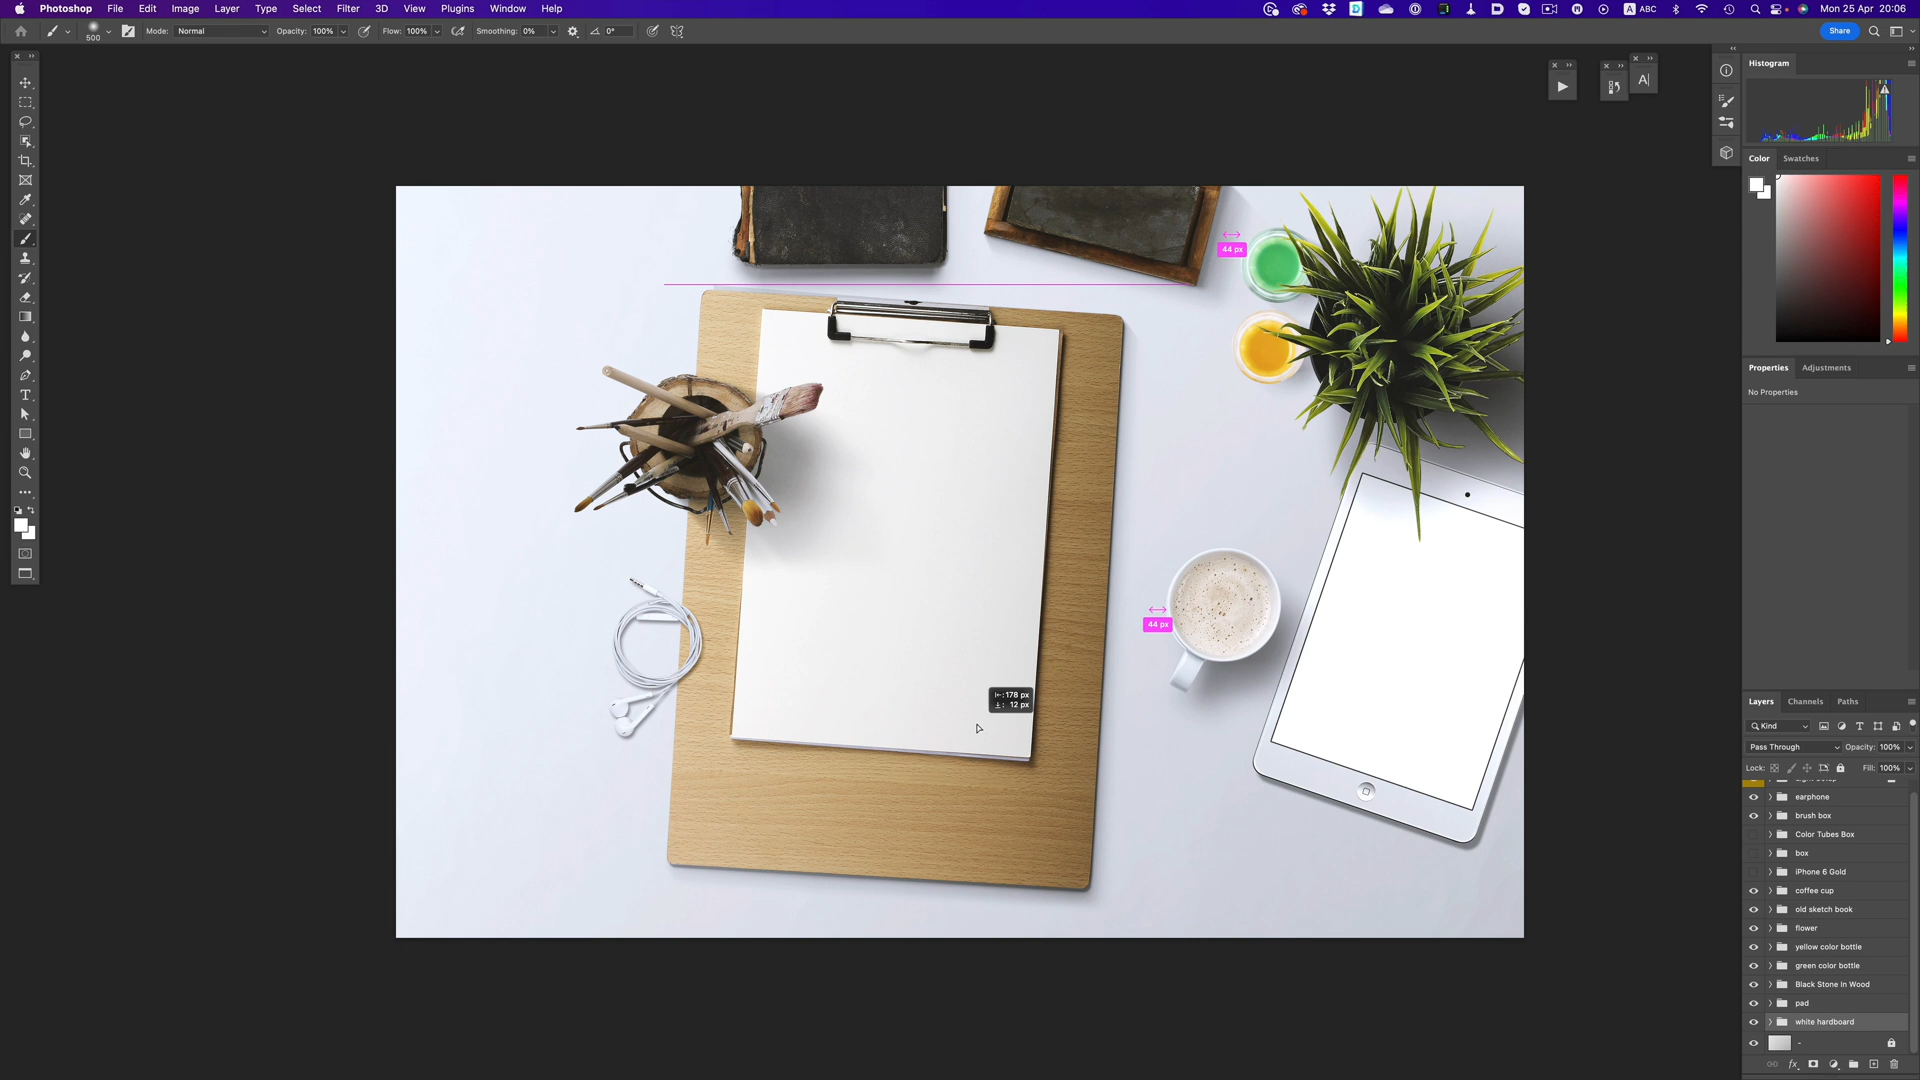 Photoshop File Edit Image Layer Type Select Filter 3D View Plugins Window Help
ABC Mon 25 Apr 20:06
500 Mode: Normal Opacity: 100% Flow: 100% Smoothing: 0% 0° Share
Histogram
A
Color Swatches
44 px
Properties Adjustments
No Properties
44 px
178 px
12 px
Layers Channels Paths
Kind
Pass Through Opacity: 100%
Lock: Fill: 100%
earphone
brush box
Color Tubes Box
box
iPhone 6 Gold
coffee cup
old sketch book
flower
yellow color bottle
green color bottle
Black Stone In Wood
pad
white hardboard
-
fx